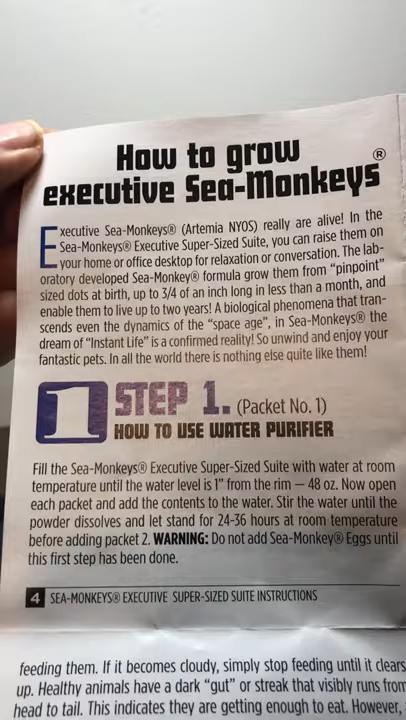 How to grow
executive Sea-Monkeys®
Executive Sea-Monkeys® (Artemia NYOS) really are alive! In the
Sea-Monkeys® Executive Super-Sized Suite, you can raise them on
your home or office desktop for relaxation or conversation. The lab-
oratory developed Sea-Monkey® formula grow them from "pinpoint"
sized dots at birth, up to 3/4 of an inch long in less than a month, and
enable them to live up to two years! A biological phenomena that tran-
scends even the dynamics of the "space age", in Sea-Monkeys® the
dream of "Instant Life" is a confirmed reality! So unwind and enjoy your
fantastic pets. In all the world there is nothing else quite like them!
1 STEP 1. (Packet No. 1)
HOW TO USE WATER PURIFIER
Fill the Sea-Monkeys® Executive Super-Sized Suite with water at room
temperature until the water level is 1" from the rim — 48 oz. Now open
each packet and add the contents to the water. Stir the water until the
powder dissolves and let stand for 24-36 hours at room temperature
before adding packet 2. WARNING: Do not add Sea-Monkey® Eggs until
this first step has been done.
4 SEA-MONKEYS® EXECUTIVE SUPER-SIZED SUITE INSTRUCTIONS
feeding them. If it becomes cloudy, simply stop feeding until it clears
up. Healthy animals have a dark "gut" or streak that visibly runs from
head to tail. This indicates they are getting enough to eat. However,